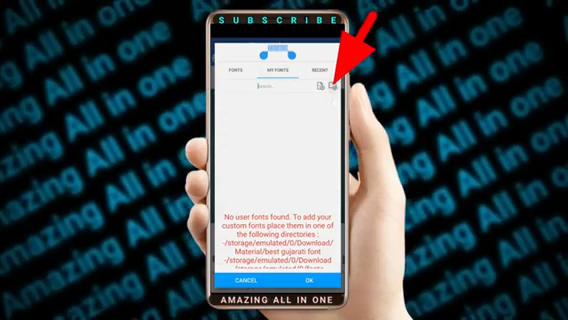 SUBSCRIBE
FONTS MY FONTS RECENT
Search...
No user fonts found. To add your
custom fonts place them in one of
the following directories :
-/storage/emulated/0/Download/
Material/best gujarati font
-/storage/emulated/0/Download
CANCEL OK
AMAZING ALL IN ONE
Amazing All in one